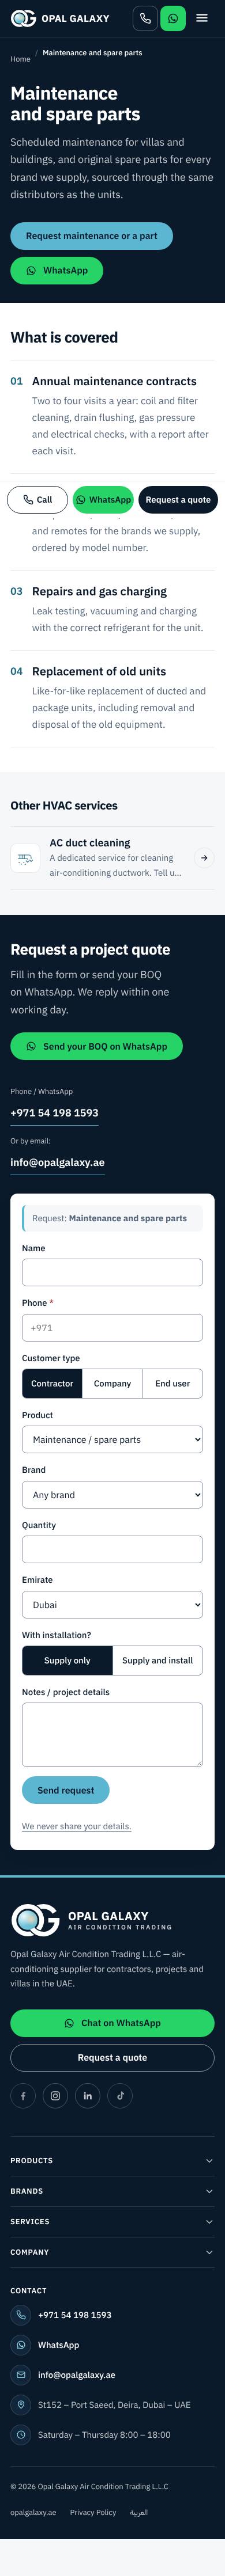 OPAL GALAXY
Home / Maintenance and spare parts
Maintenance
and spare parts
Scheduled maintenance for villas and
buildings, and original spare parts for every
brand we supply, sourced through the same
distributors as the units.
Request maintenance or a part
WhatsApp
What is covered
01 Annual maintenance contracts
Two to four visits a year: coil and filter
cleaning, drain flushing, gas pressure
and electrical checks, with a report after
each visit.
Call
WhatsApp
Request a quote
and remotes for the brands we supply,
ordered by model number.
03 Repairs and gas charging
Leak testing, vacuuming and charging
with the correct refrigerant for the unit.
04 Replacement of old units
Like-for-like replacement of ducted and
package units, including removal and
disposal of the old equipment.
Other HVAC services
AC duct cleaning
A dedicated service for cleaning
air-conditioning ductwork. Tell u...
Request a project quote
Fill in the form or send your BOQ
on WhatsApp. We reply within one
working day.
Send your BOQ on WhatsApp
Phone / WhatsApp
+971 54 198 1593
Or by email:
info@opalgalaxy.ae
Request: Maintenance and spare parts
Name
Phone *
+971
Customer type
Contractor Company End user
Product
Maintenance / spare parts
Brand
Any brand
Quantity
Emirate
Dubai
With installation?
Supply only Supply and install
Notes / project details
Send request
We never share your details.
OPAL GALAXY
AIR CONDITION TRADING L.L.C
Opal Galaxy Air Condition Trading L.L.C — air-
conditioning supplier for contractors, projects and
villas in the UAE.
Chat on WhatsApp
Request a quote
PRODUCTS
BRANDS
SERVICES
COMPANY
CONTACT
+971 54 198 1593
WhatsApp
info@opalgalaxy.ae
St152 – Port Saeed, Deira, Dubai – UAE
Saturday – Thursday 8:00 – 18:00
© 2026 Opal Galaxy Air Condition Trading L.L.C
opalgalaxy.ae Privacy Policy العربية